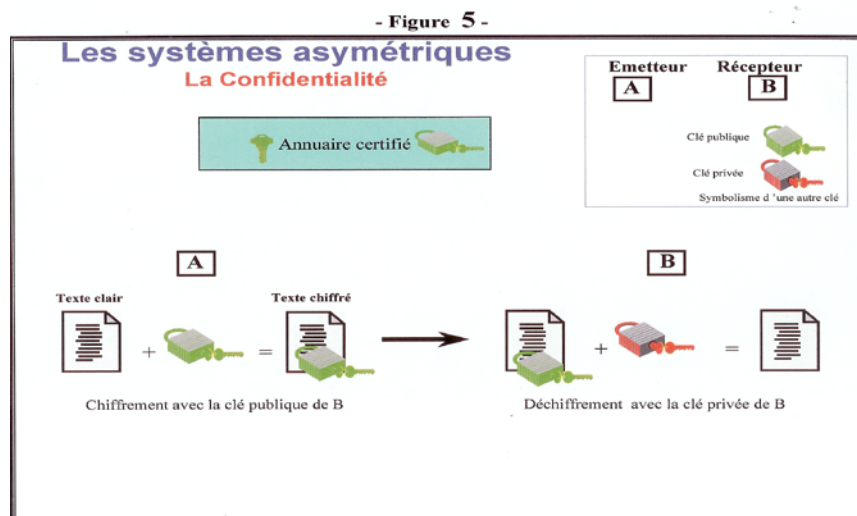 - Figure 5 -
Les systèmes asymétriques
La Confidentialité
Emetteur Récepteur
A B
Annuaire certifié
Clé publique
Clé privée
Symbolisme d 'une autre clé
A B
Texte clair Texte chiffré
+ = + =
Chiffrement avec la clé publique de B Déchiffrement avec la clé privée de B